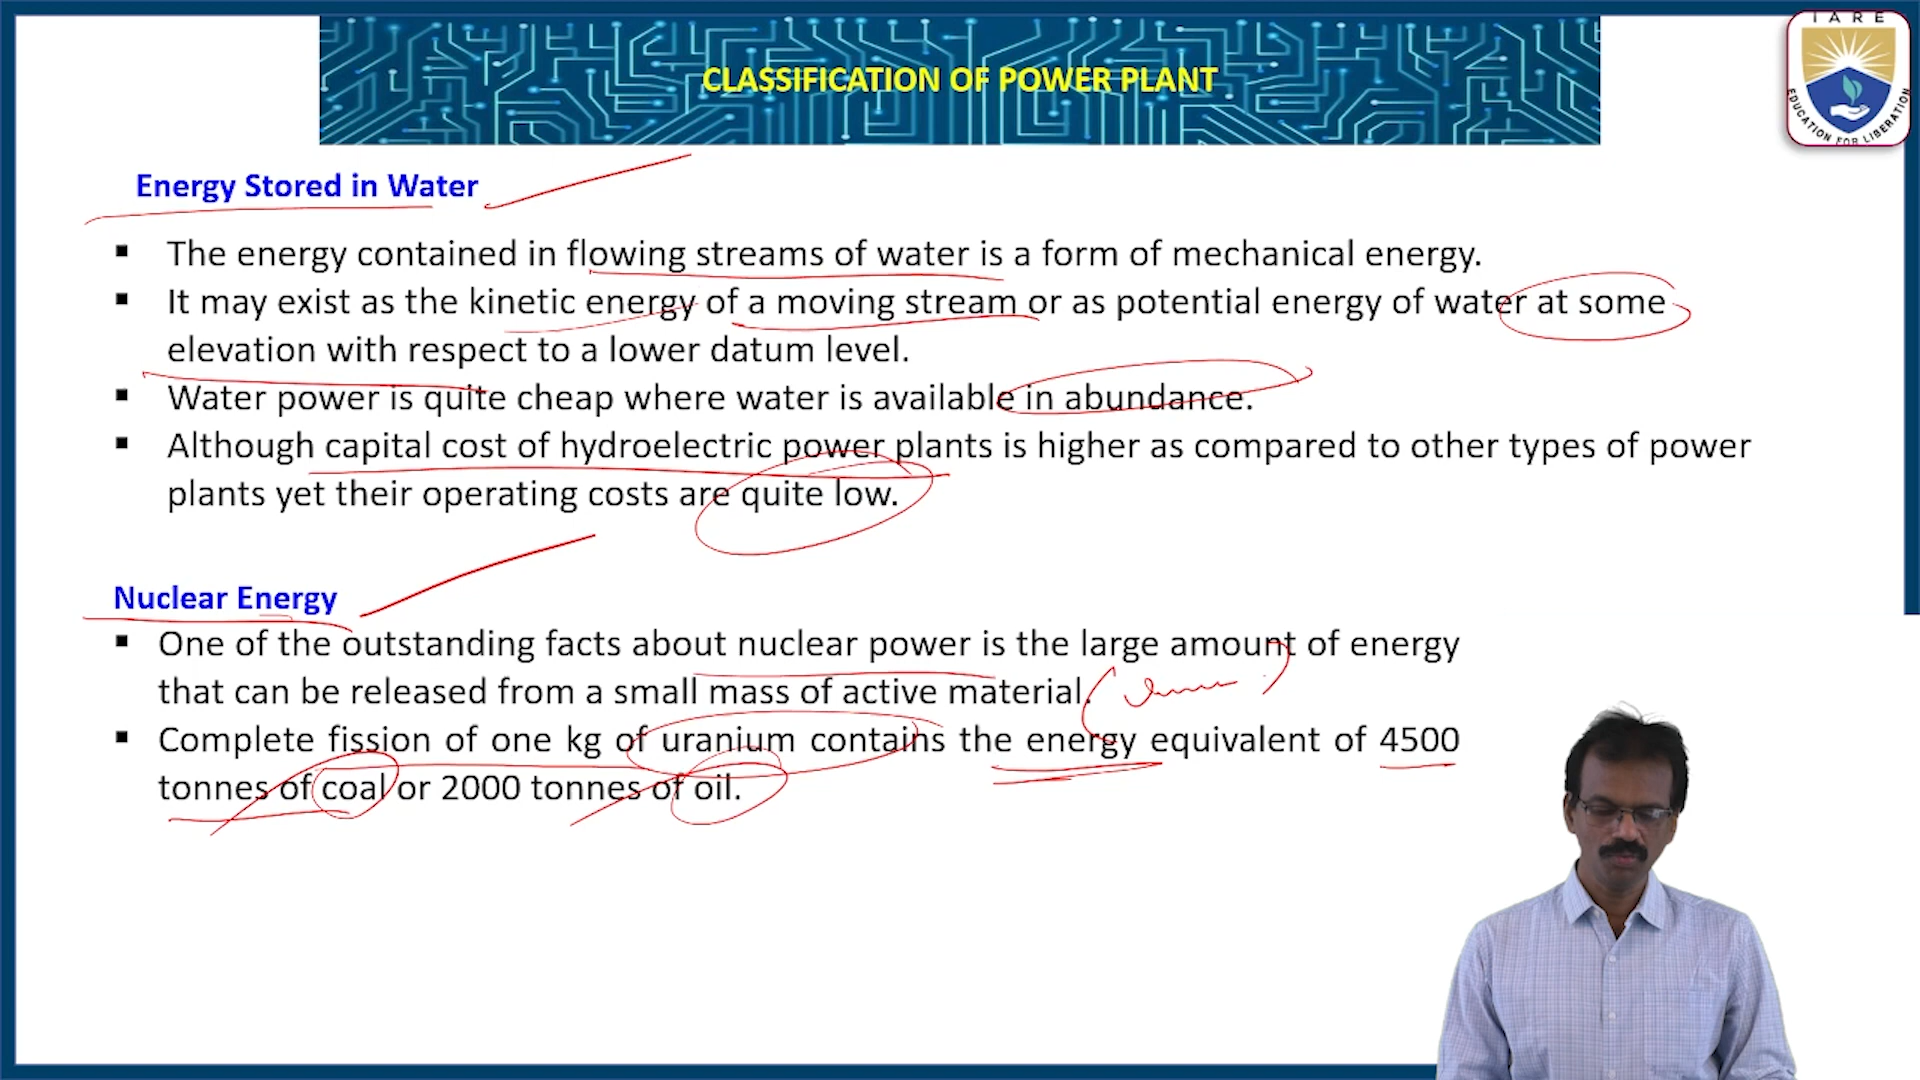 CLASSIFICATION OF POWER PLANT
IARE
EDUCATION FOR LIBERATION
Energy Stored in Water
▪ The energy contained in flowing streams of water is a form of mechanical energy.
▪ It may exist as the kinetic energy of a moving stream or as potential energy of water at some
elevation with respect to a lower datum level.
▪ Water power is quite cheap where water is available in abundance.
▪ Although capital cost of hydroelectric power plants is higher as compared to other types of power
plants yet their operating costs are quite low.
Nuclear Energy
▪ One of the outstanding facts about nuclear power is the large amount of energy
that can be released from a small mass of active material.
▪ Complete fission of one kg of uranium contains the energy equivalent of 4500
tonnes of coal or 2000 tonnes of oil.